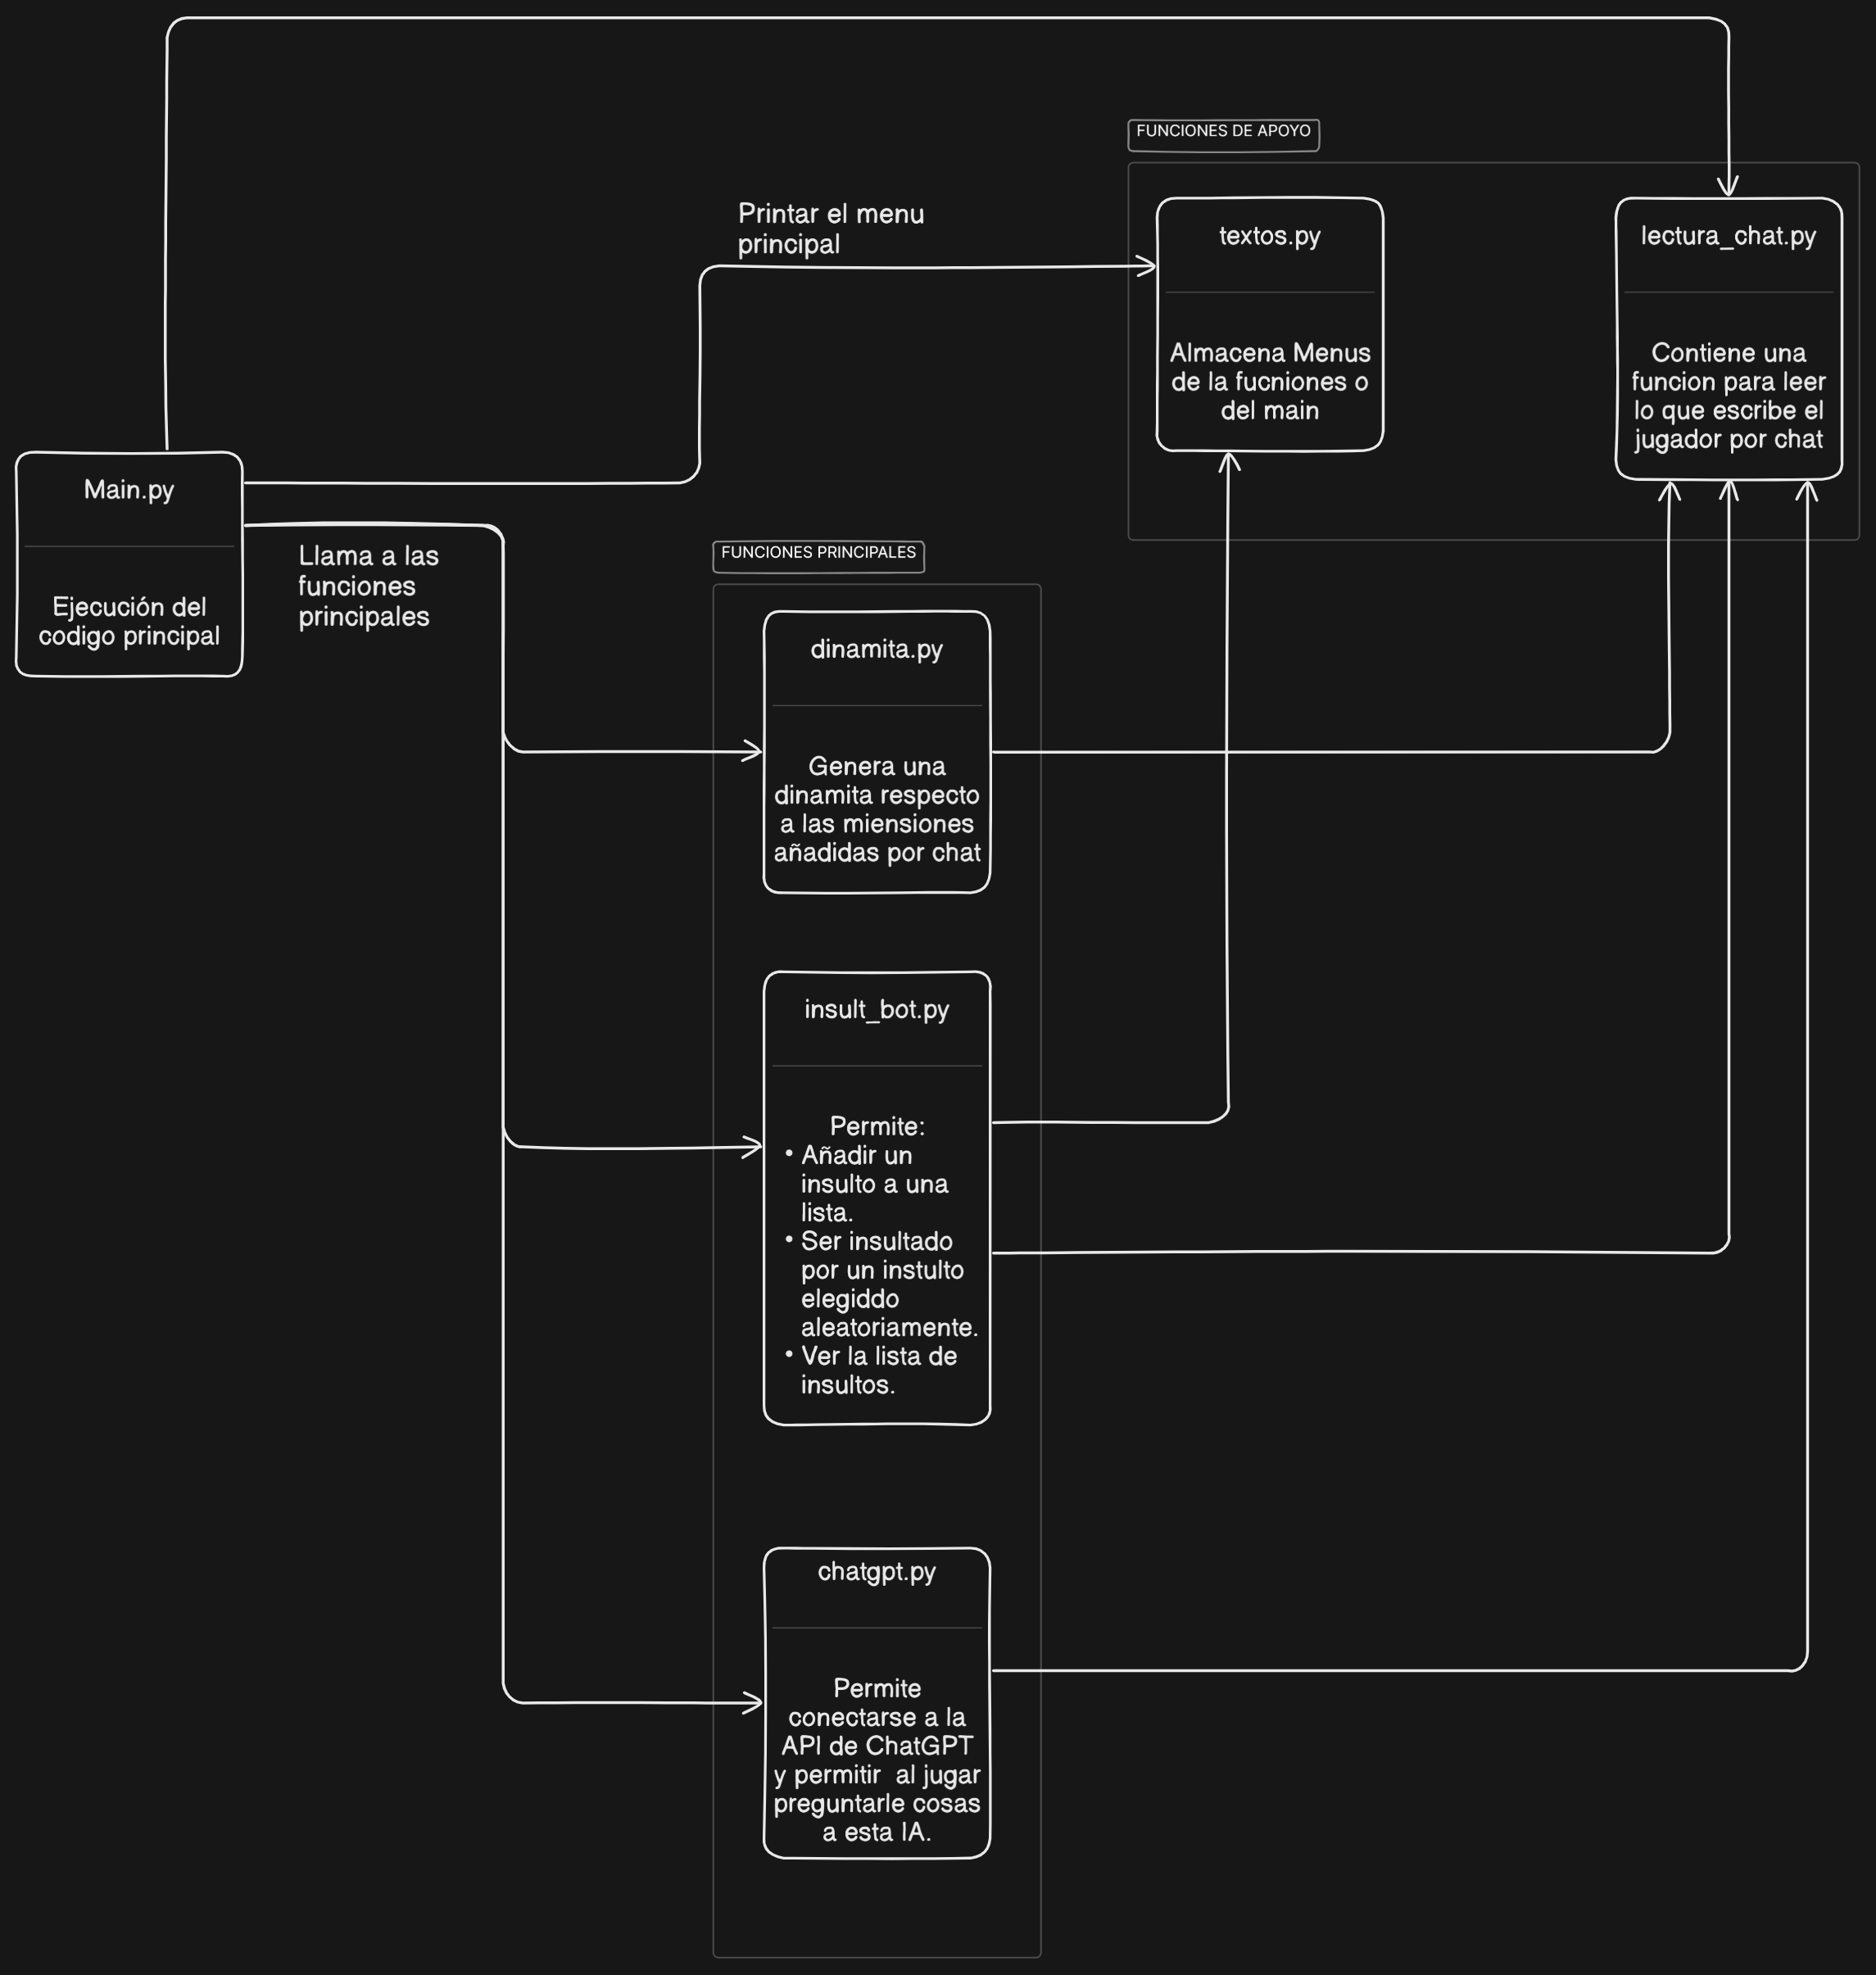 FUNCIONES DE APOYO
Printar el menu
principal
textos.py
Almacena Menus
de la fucniones o
del main
lectura_chat.py
Contiene una
funcion para leer
lo que escribe el
jugador por chat
Main.py
Ejecución del
codigo principal
Llama a las
funciones
principales
FUNCIONES PRINCIPALES
dinamita.py
Genera una
dinamita respecto
a las miensiones
añadidas por chat
insult_bot.py
Permite:
• Añadir un
insulto a una
lista.
• Ser insultado
por un instulto
elegiddo
aleatoriamente.
• Ver la lista de
insultos.
chatgpt.py
Permite
conectarse a la
API de ChatGPT
y permitir al jugar
preguntarle cosas
a esta IA.